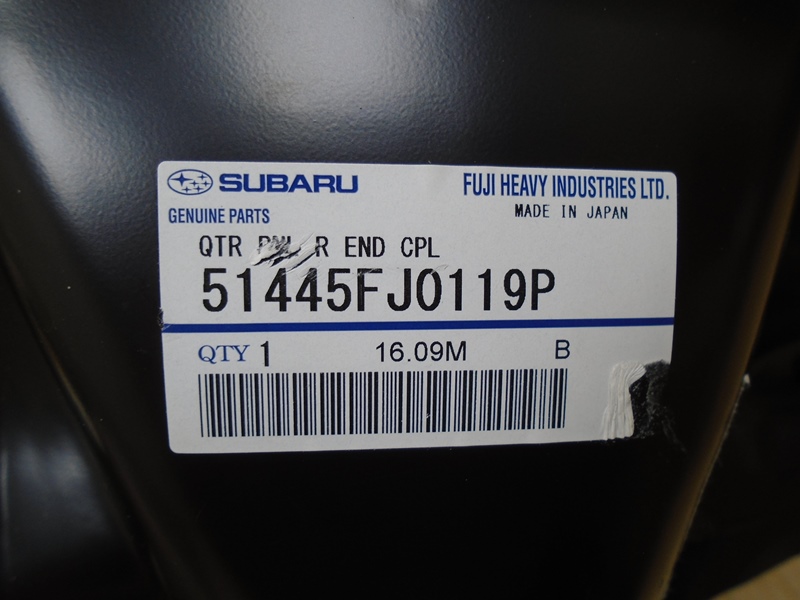 SUBARU
FUJI HEAVY INDUSTRIES LTD.
GENUINE PARTS
MADE IN JAPAN
QTR R END CPL
51445FJ0119P
QTY 1 16.09M B